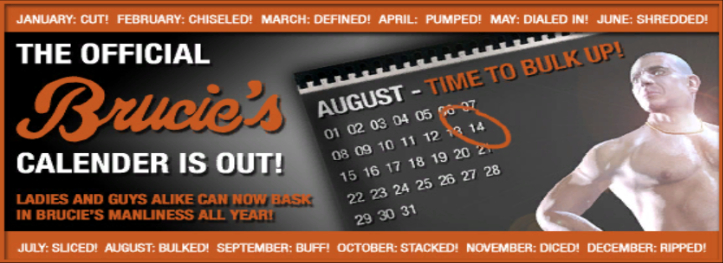 JANUARY: CUT! FEBRUARY: CHISELED! MARCH: DEFINED! APRIL: PUMPED! MAY: DIALED IN! JUNE: SHREDDED!
THE OFFICIAL
Brucie's
CALENDER IS OUT!
LADIES AND GUYS ALIKE CAN NOW BASK
IN BRUCIE'S MANLINESS ALL YEAR!
AUGUST - TIME TO BULK UP!
01 02 03 04 05 06 07
08 09 10 11 12 13 14
15 16 17 18 19 20 21
22 23 24 25 26 27 28
29 30 31
JULY: SLICED! AUGUST: BULKED! SEPTEMBER: BUFF! OCTOBER: STACKED! NOVEMBER: DICED! DECEMBER: RIPPED!